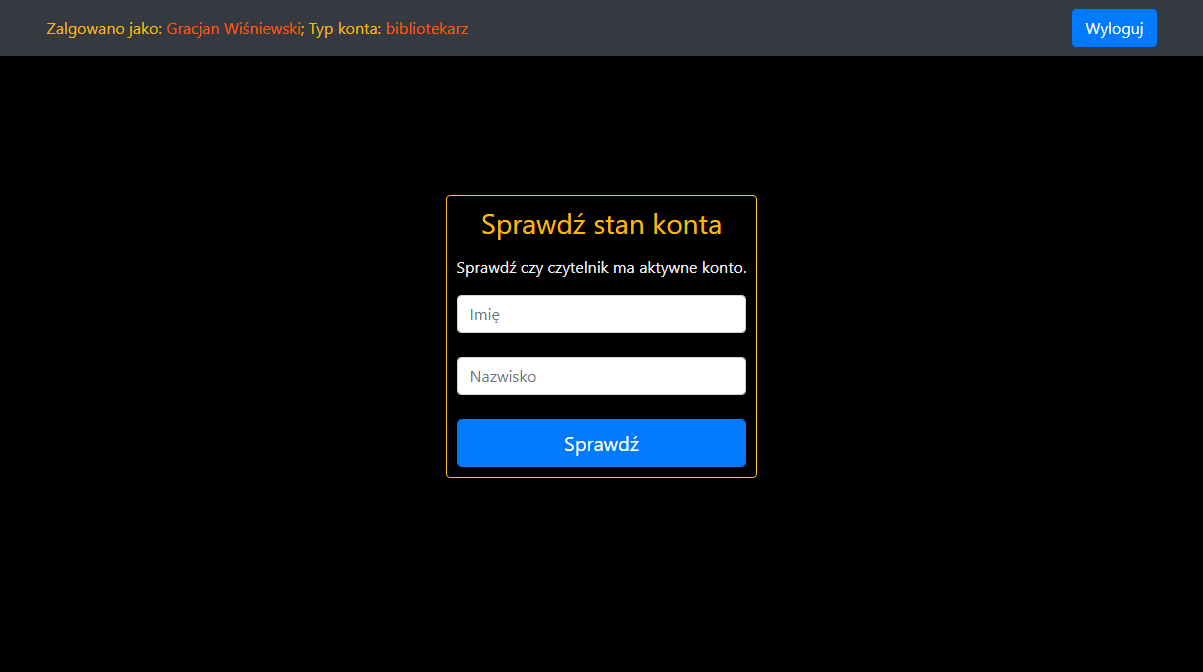 Zalgowano jako: Gracjan Wiśniewski; Typ konta: bibliotekarz
Wyloguj
Sprawdź stan konta
Sprawdź czy czytelnik ma aktywne konto.
Imię
Nazwisko
Sprawdź